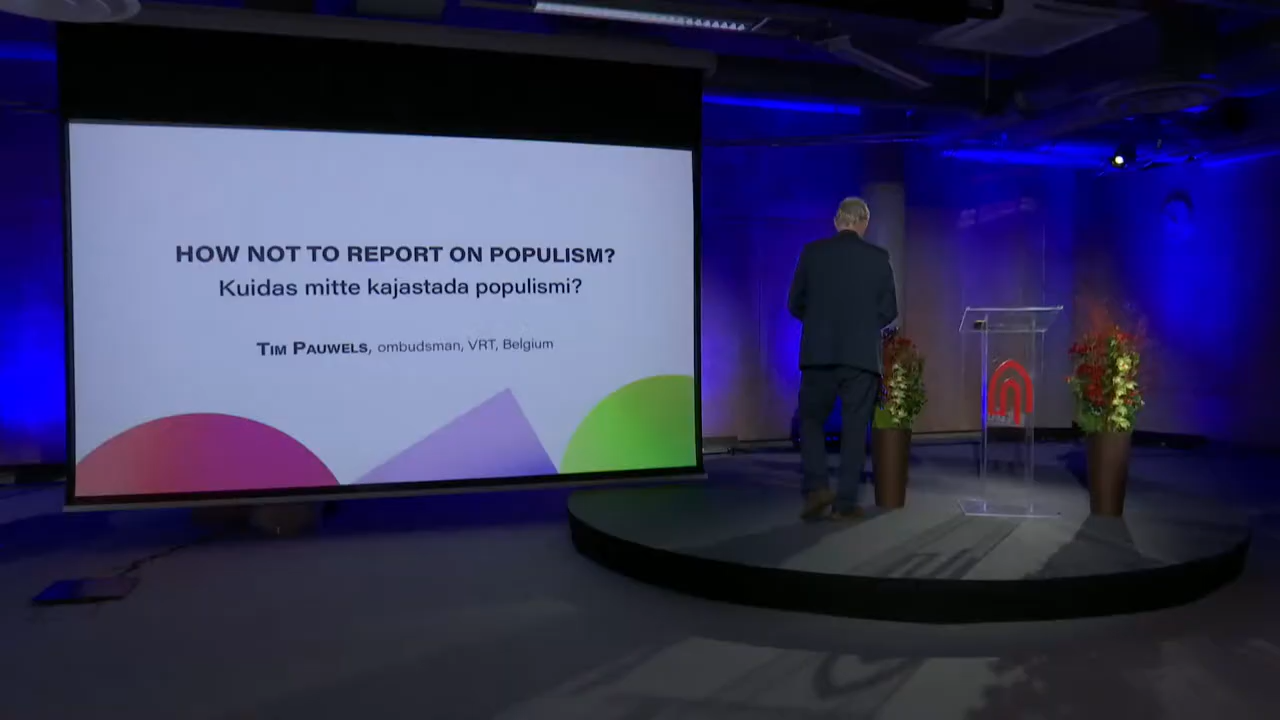 HOW NOT TO REPORT ON POPULISM?
Kuidas mitte kajastada populismi?
TIM PAUWELS, ombudsman, VRT, Belgium